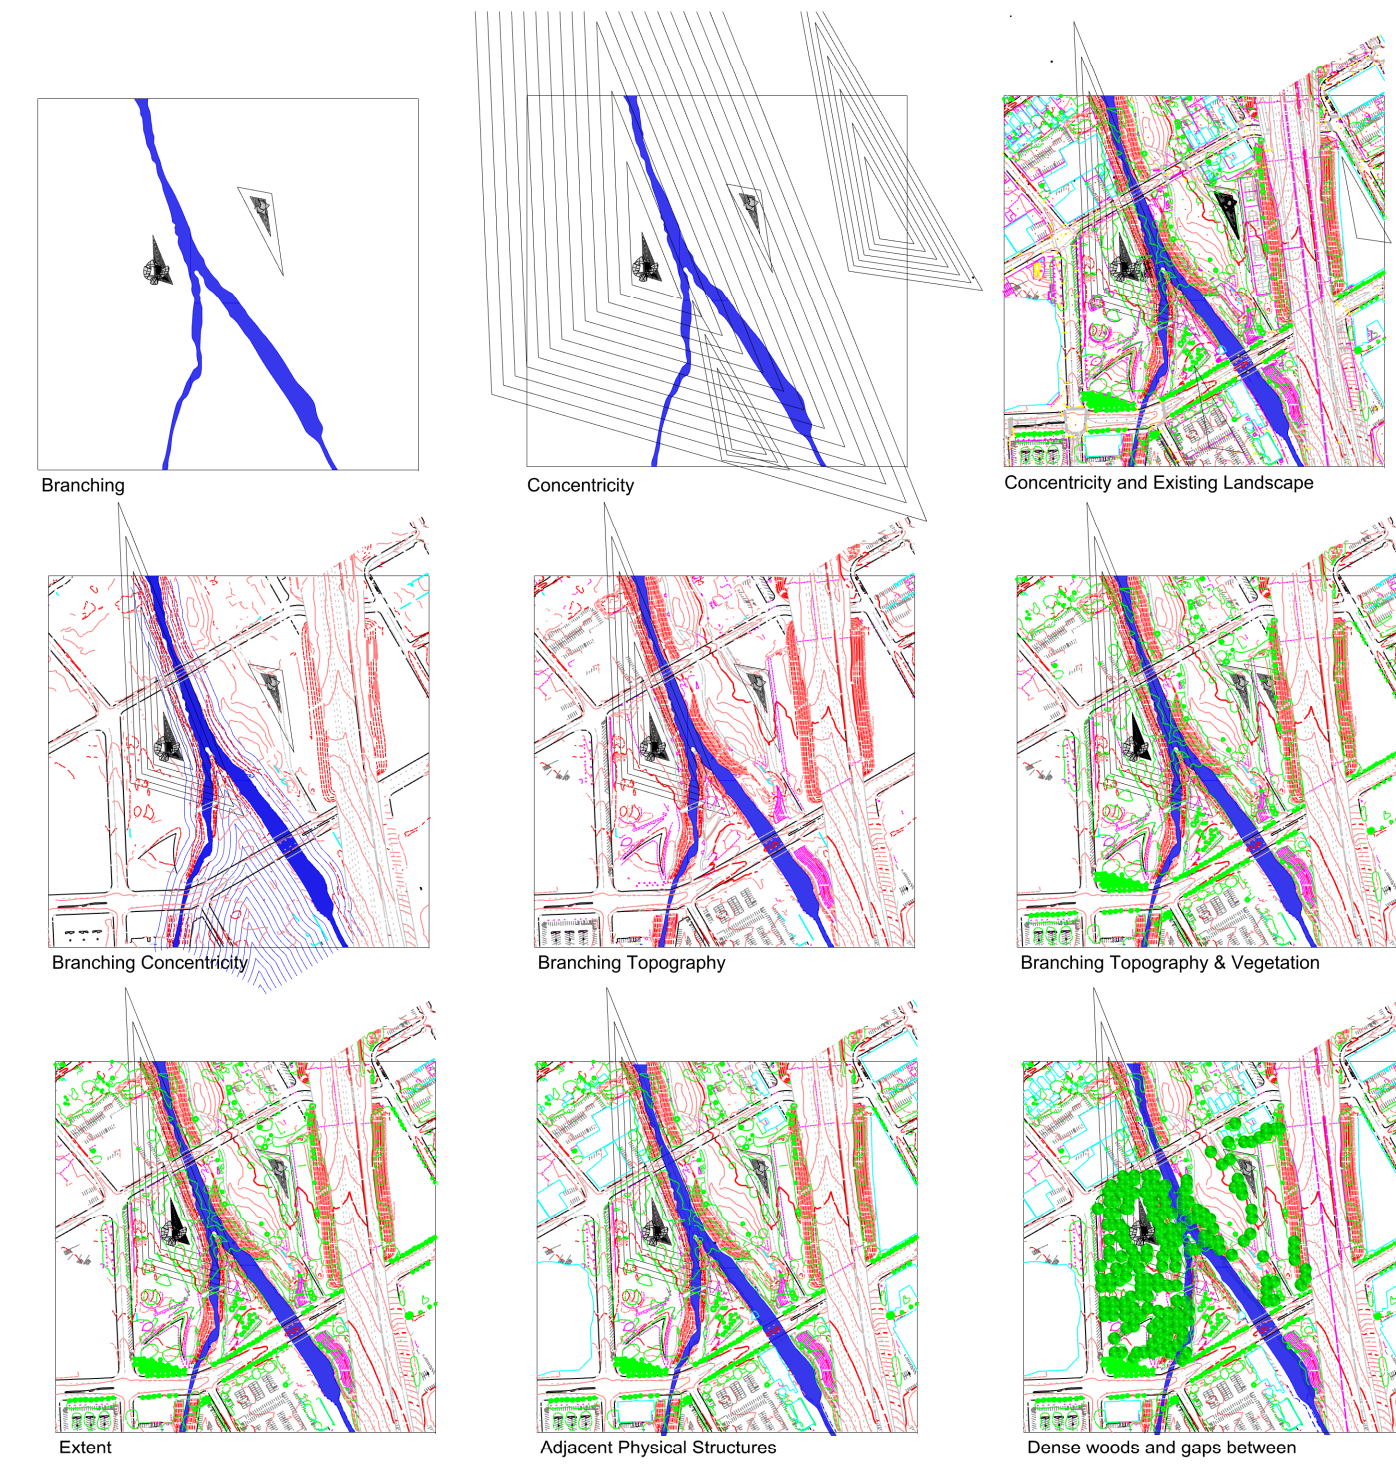 Branching
Concentricity
Concentricity and Existing Landscape
Branching Concentricity
Branching Topography
Branching Topography & Vegetation
Extent
Adjacent Physical Structures
Dense woods and gaps between